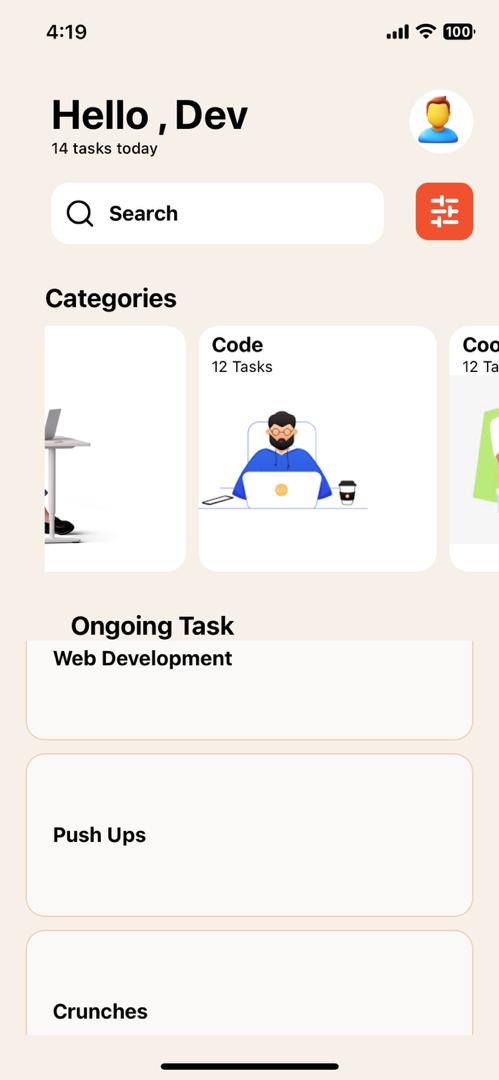 4:19
100
Hello , Dev
14 tasks today
Search
Categories
Code
12 Tasks
Coo
12 Ta
Ongoing Task
Web Development
Push Ups
Crunches